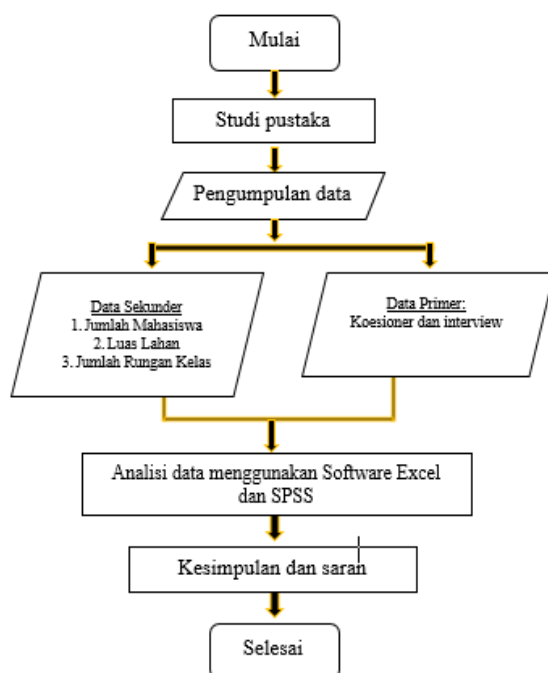 Mulai
Studi pustaka
Pengumpulan data
Data Sekunder
1. Jumlah Mahasiswa
2. Luas Lahan
3. Jumlah Rungan Kelas
Data Primer:
Koesioner dan interview
Analisi data menggunakan Software Excel
dan SPSS
Kesimpulan dan saran
Selesai